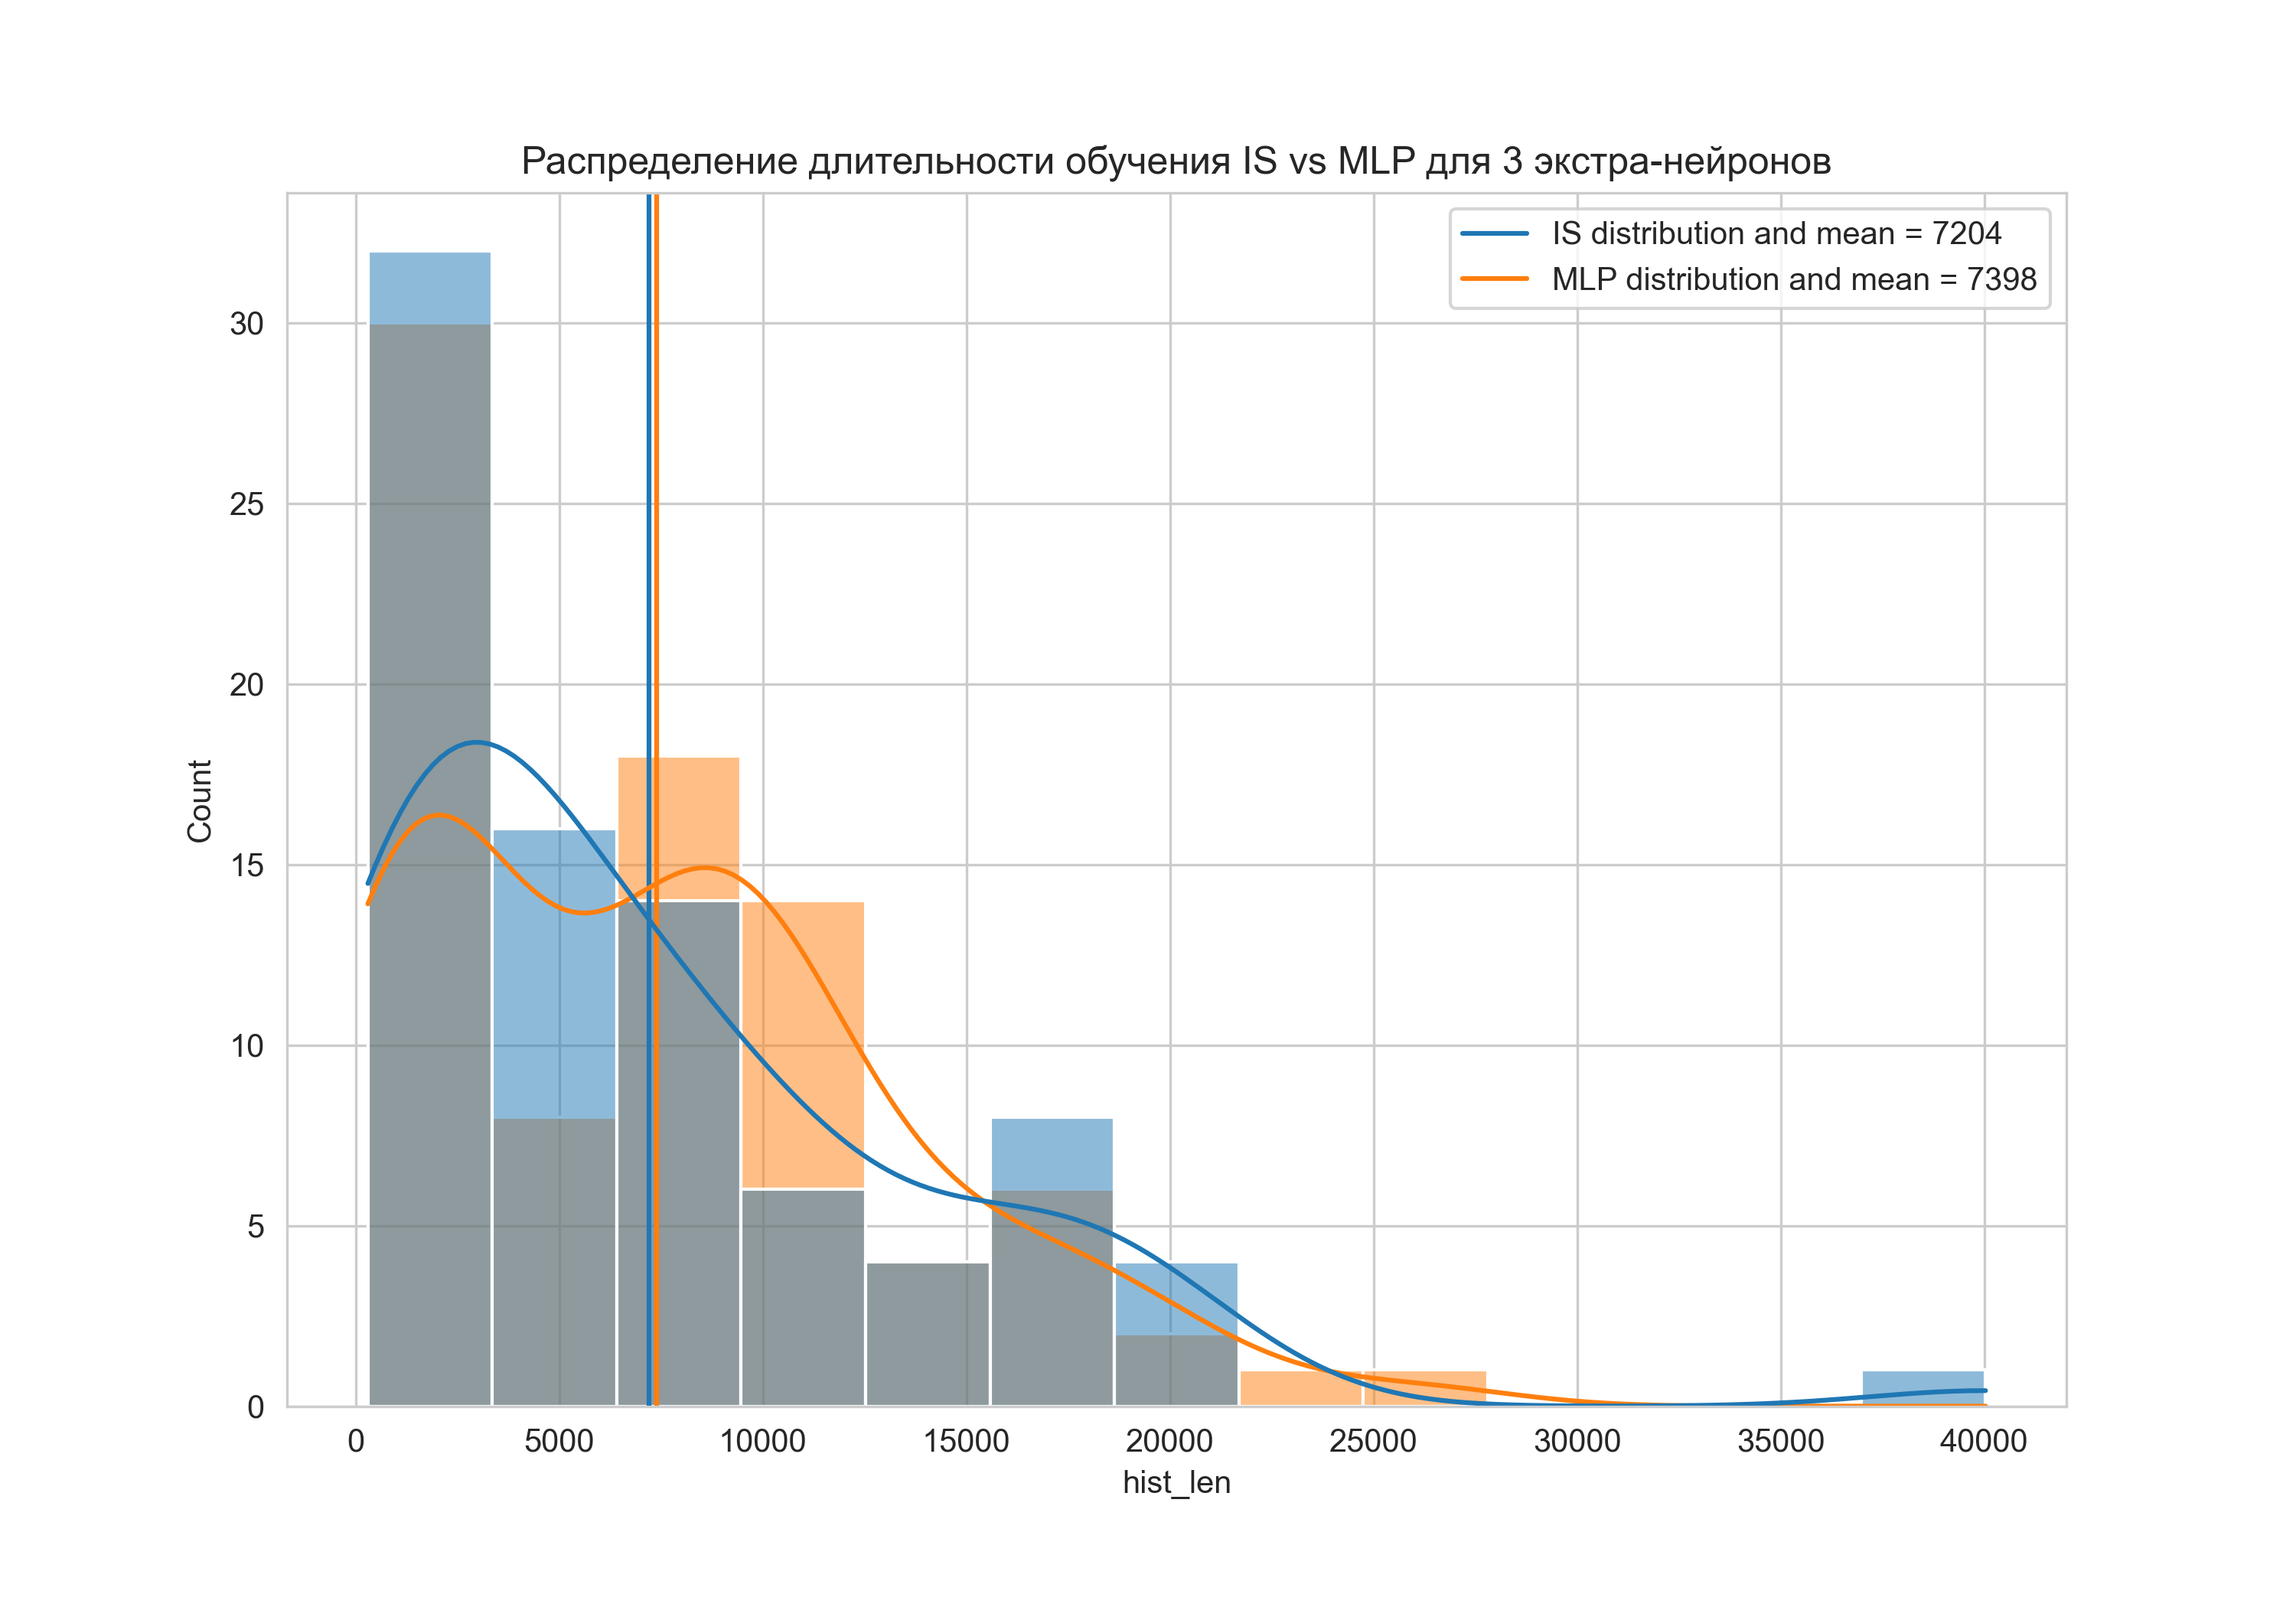 Распределение длительности обучения IS vs MLP для 3 экстра-нейронов
IS distribution and mean = 7204
MLP distribution and mean = 7398
30
25
20
15
10
5
0
Count
0 5000 10000 15000 20000 25000 30000 35000 40000
hist_len